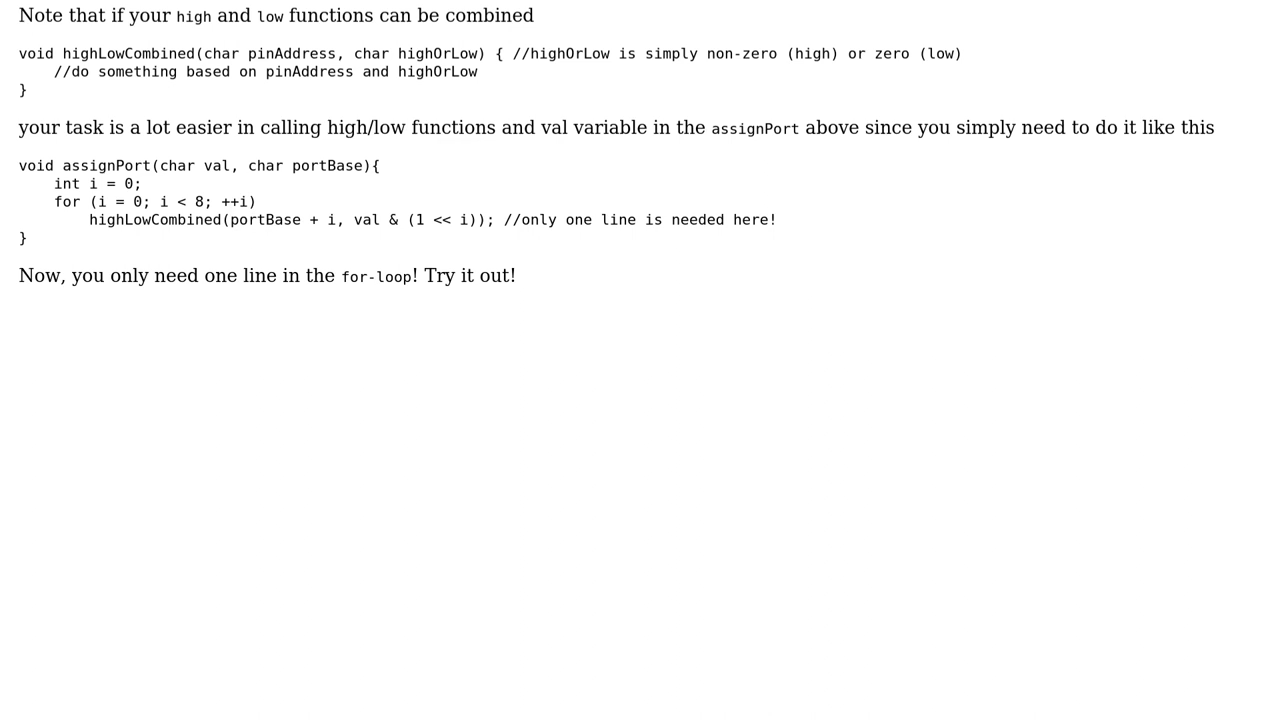 Note that if your high and low functions can be combined
void highLowCombined(char pinAddress, char highOrLow) { //highOrLow is simply non-zero (high) or zero (low)
    //do something based on pinAddress and highOrLow
}
your task is a lot easier in calling high/low functions and val variable in the assignPort above since you simply need to do it like this
void assignPort(char val, char portBase){
    int i = 0;
    for (i = 0; i < 8; ++i)
        highLowCombined(portBase + i, val & (1 << i)); //only one line is needed here!
}
Now, you only need one line in the for-loop! Try it out!